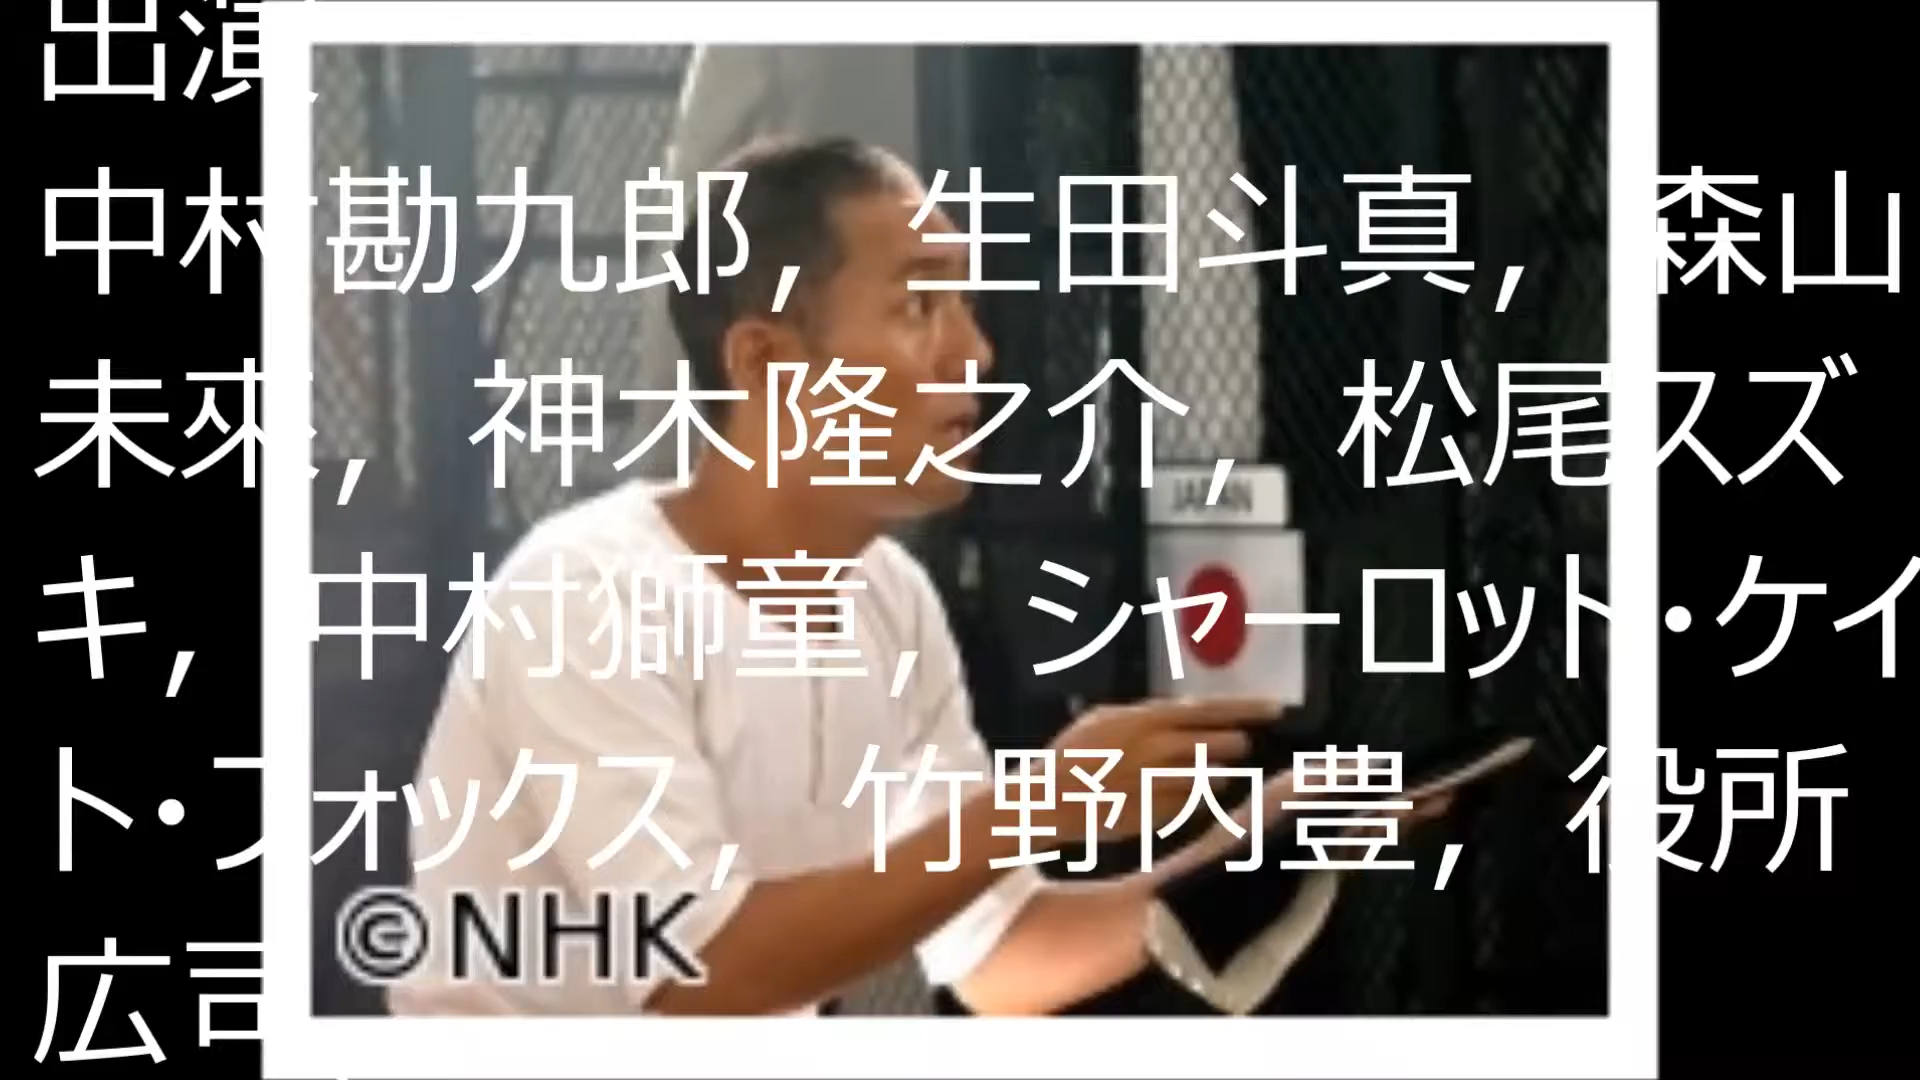 出演
中村勘九郎, 生田斗真, 森山
未來, 神木隆之介, 松尾スズ
キ, 中村獅童, シャーロット・ケイ
ト・フォックス, 竹野内豊, 役所
広司
JAPAN
©NHK